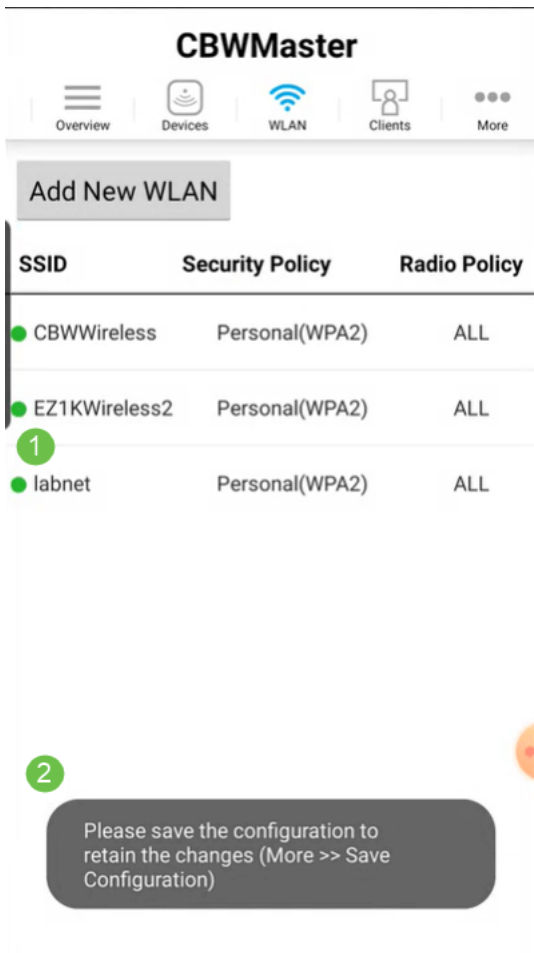 CBWMaster
Overview Devices WLAN Clients More
Add New WLAN
SSID Security Policy Radio Policy
CBWWireless Personal(WPA2) ALL
EZ1KWireless2 Personal(WPA2) ALL
1
labnet Personal(WPA2) ALL
2
Please save the configuration to
retain the changes (More >> Save
Configuration)